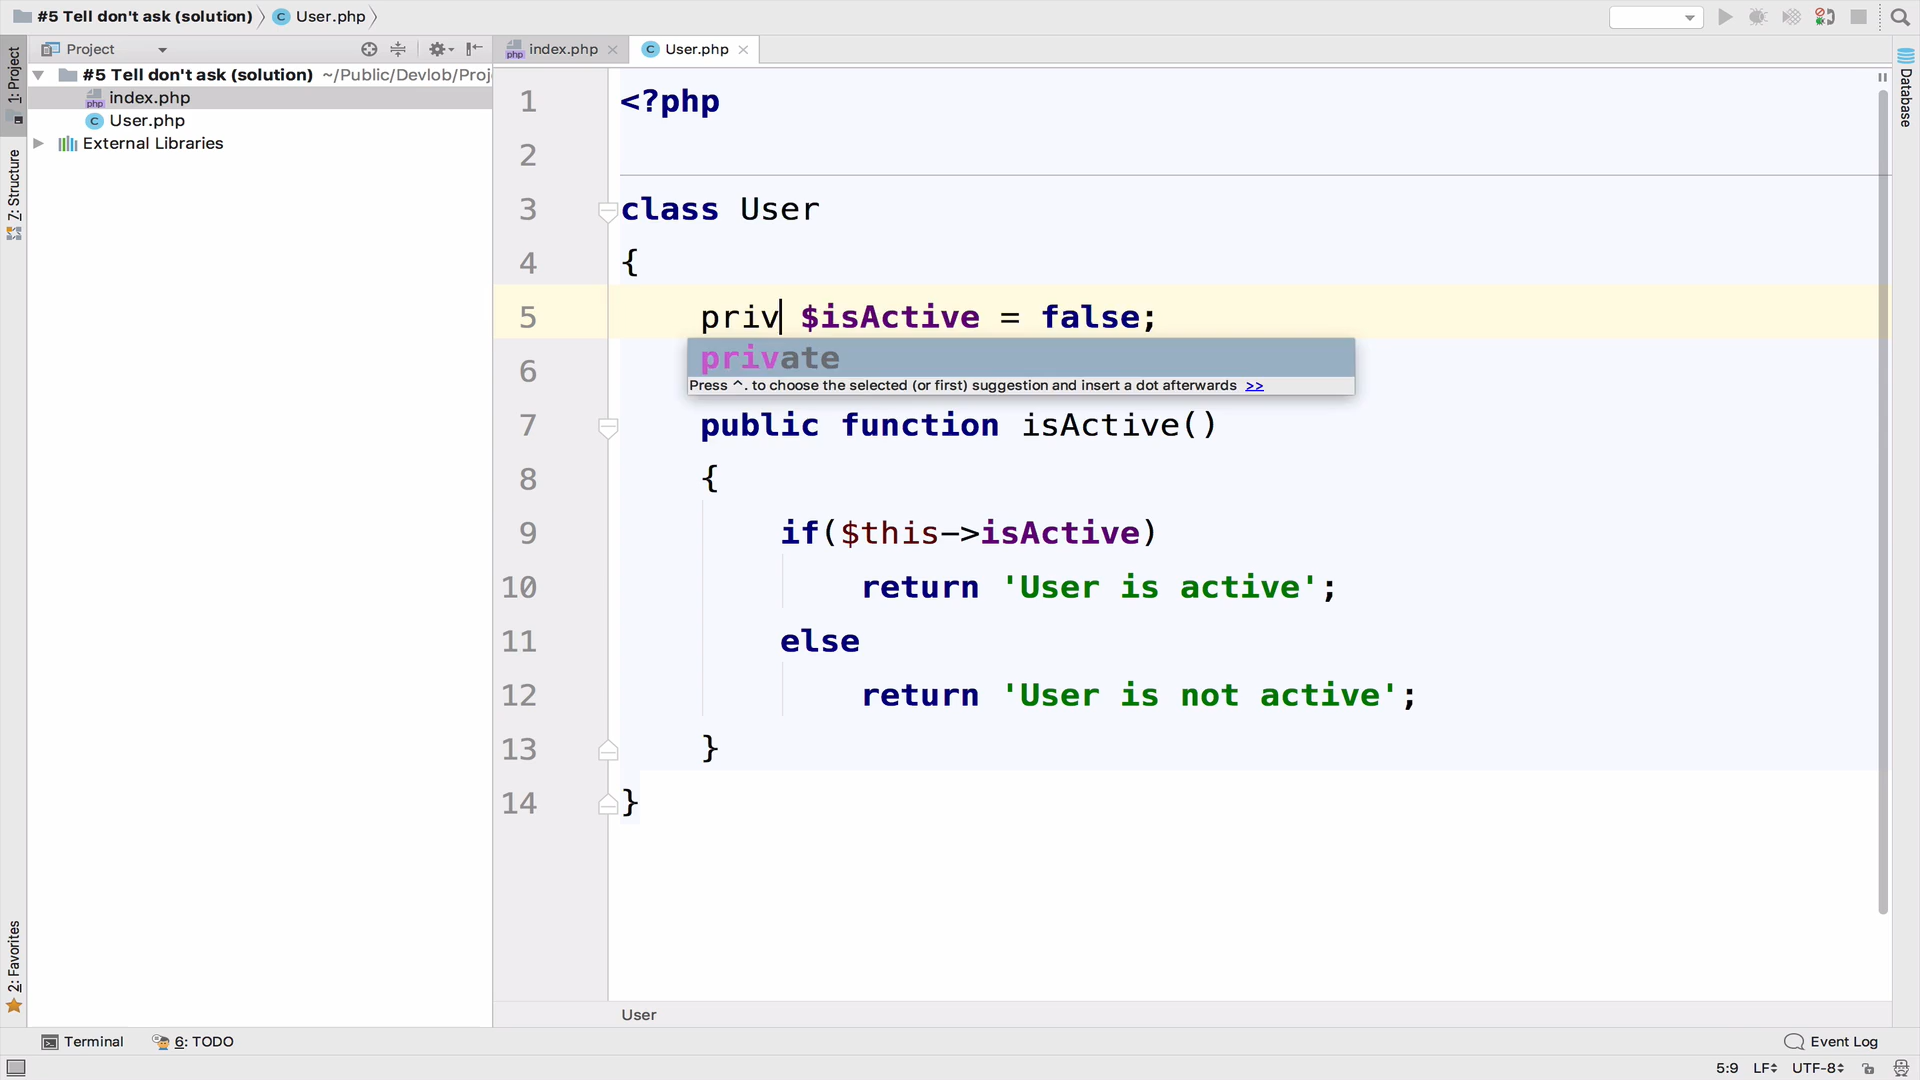 #5 Tell don't ask (solution) User.php
1: Project
7: Structure
2: Favorites
Project
#5 Tell don't ask (solution) ~/Public/Devlob/Proj
index.php
User.php
External Libraries
index.php User.php
1 <?php
2
3 class User
4 {
5 priv $isActive = false;
private
Press ^. to choose the selected (or first) suggestion and insert a dot afterwards >>
6
7 public function isActive()
8 {
9 if($this->isActive)
10 return 'User is active';
11 else
12 return 'User is not active';
13 }
14 }
User
Database
Terminal 6: TODO Event Log
5:9 LF UTF-8